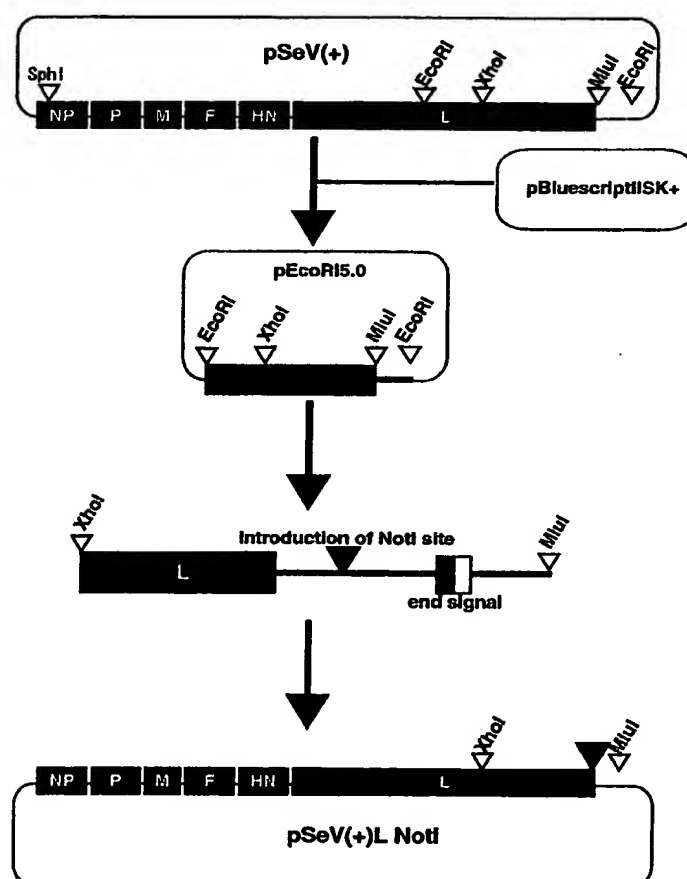 pSeV(+)
SphI
EcoRI
XhoI
MluI
EcoRI
NP P M F HN L
pBluescriptIISK+
pEcoRI5.0
EcoRI
XhoI
MluI
EcoRI
XhoI
Introduction of NotI site
MluI
L
end signal
XhoI
MluI
NP P M F HN L
pSeV(+)L NotI